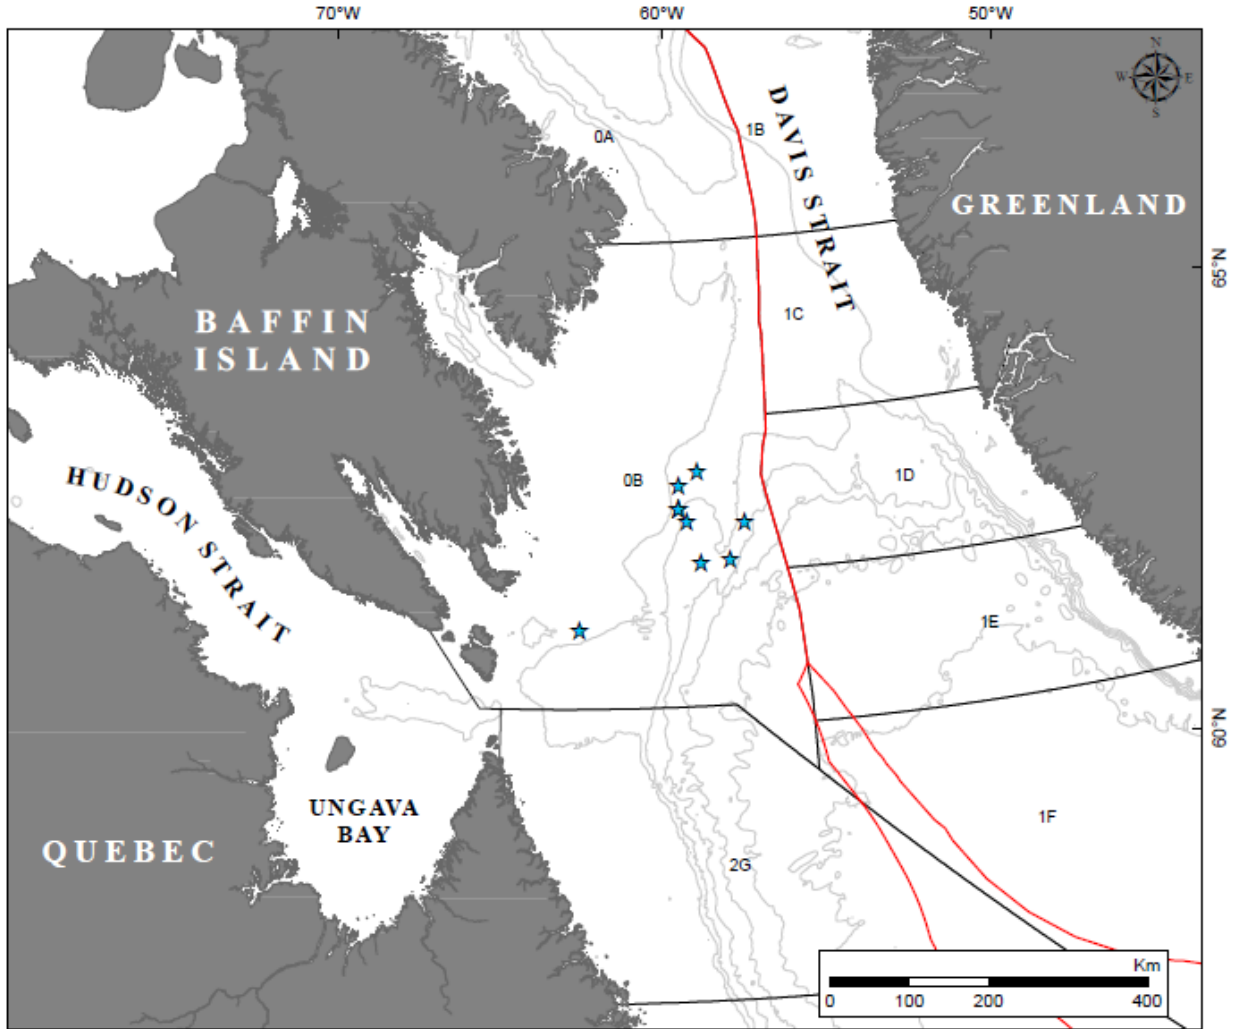 70°W 60°W 50°W
N
W E
S
0A
1B
DAVIS STRAIT
GREENLAND
65°N
1C
BAFFIN
ISLAND
HUDSON STRAIT
0B
1D
1E
60°N
UNGAVA
BAY
1F
QUEBEC
2G
Km
0 100 200 400